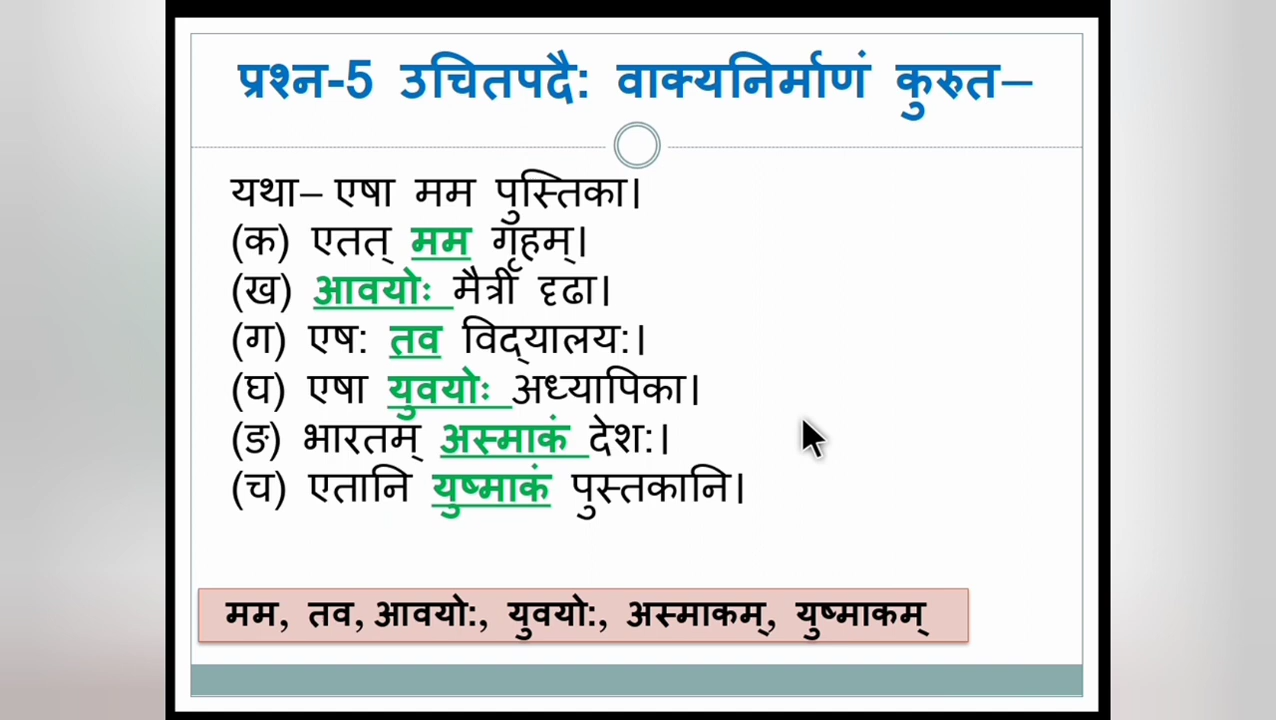 प्रश्न-5 उचितपदै: वाक्यनिर्माणं कुरुत–
यथा– एषा मम पुस्तिका।
(क) एतत् मम गृहम्।
(ख) आवयोः मैत्री दृढा।
(ग) एष: तव विद्यालय:।
(घ) एषा युवयोः अध्यापिका।
(ङ) भारतम् अस्माकं देश:।
(च) एतानि युष्माकं पुस्तकानि।
मम, तव, आवयो:, युवयो:, अस्माकम्, युष्माकम्